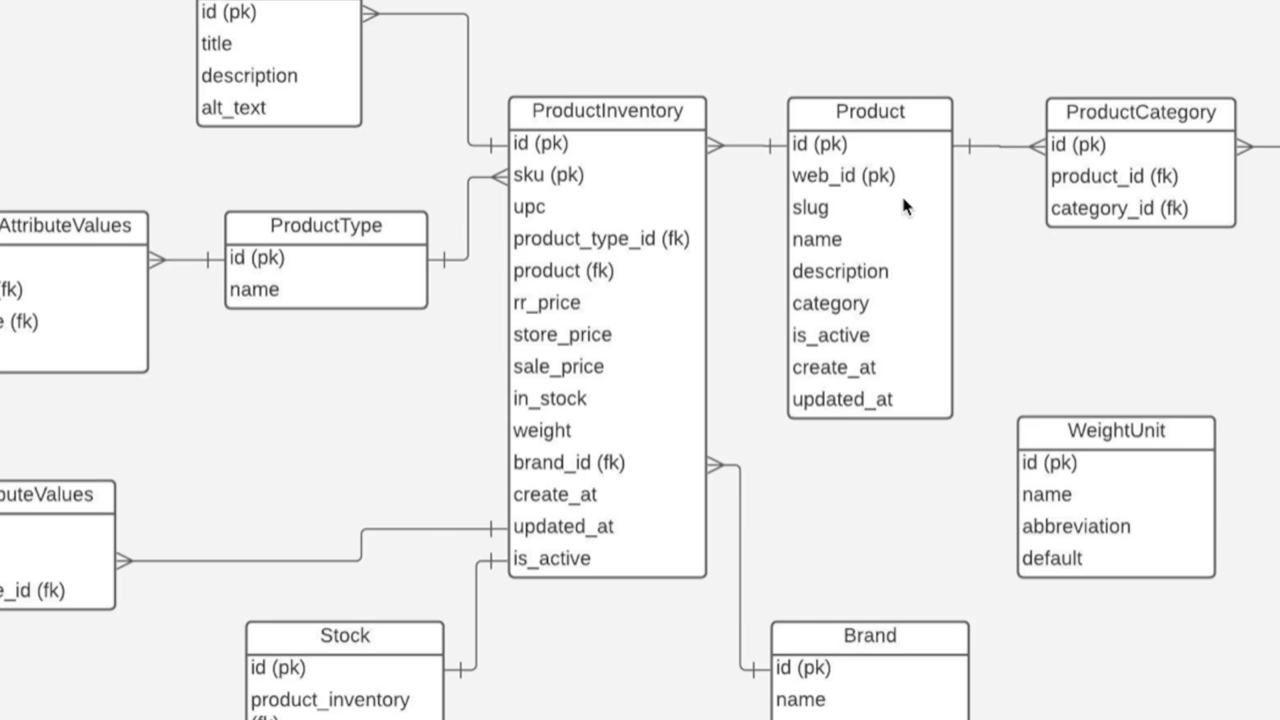 id (pk)
title
description
alt_text
AttributeValues
(fk)
(fk)
ProductType
id (pk)
name
(fk)
ProductInventory
id (pk)
sku (pk)
upc
product_type_id (fk)
product (fk)
rr_price
store_price
sale_price
in_stock
weight
brand_id (fk)
create_at
updated_at
is_active
Product
id (pk)
web_id (pk)
slug
name
description
category
is_active
create_at
updated_at
ProductCategory
id (pk)
product_id (fk)
category_id (fk)
WeightUnit
id (pk)
name
abbreviation
default
Stock
id (pk)
product_inventory
Brand
id (pk)
name